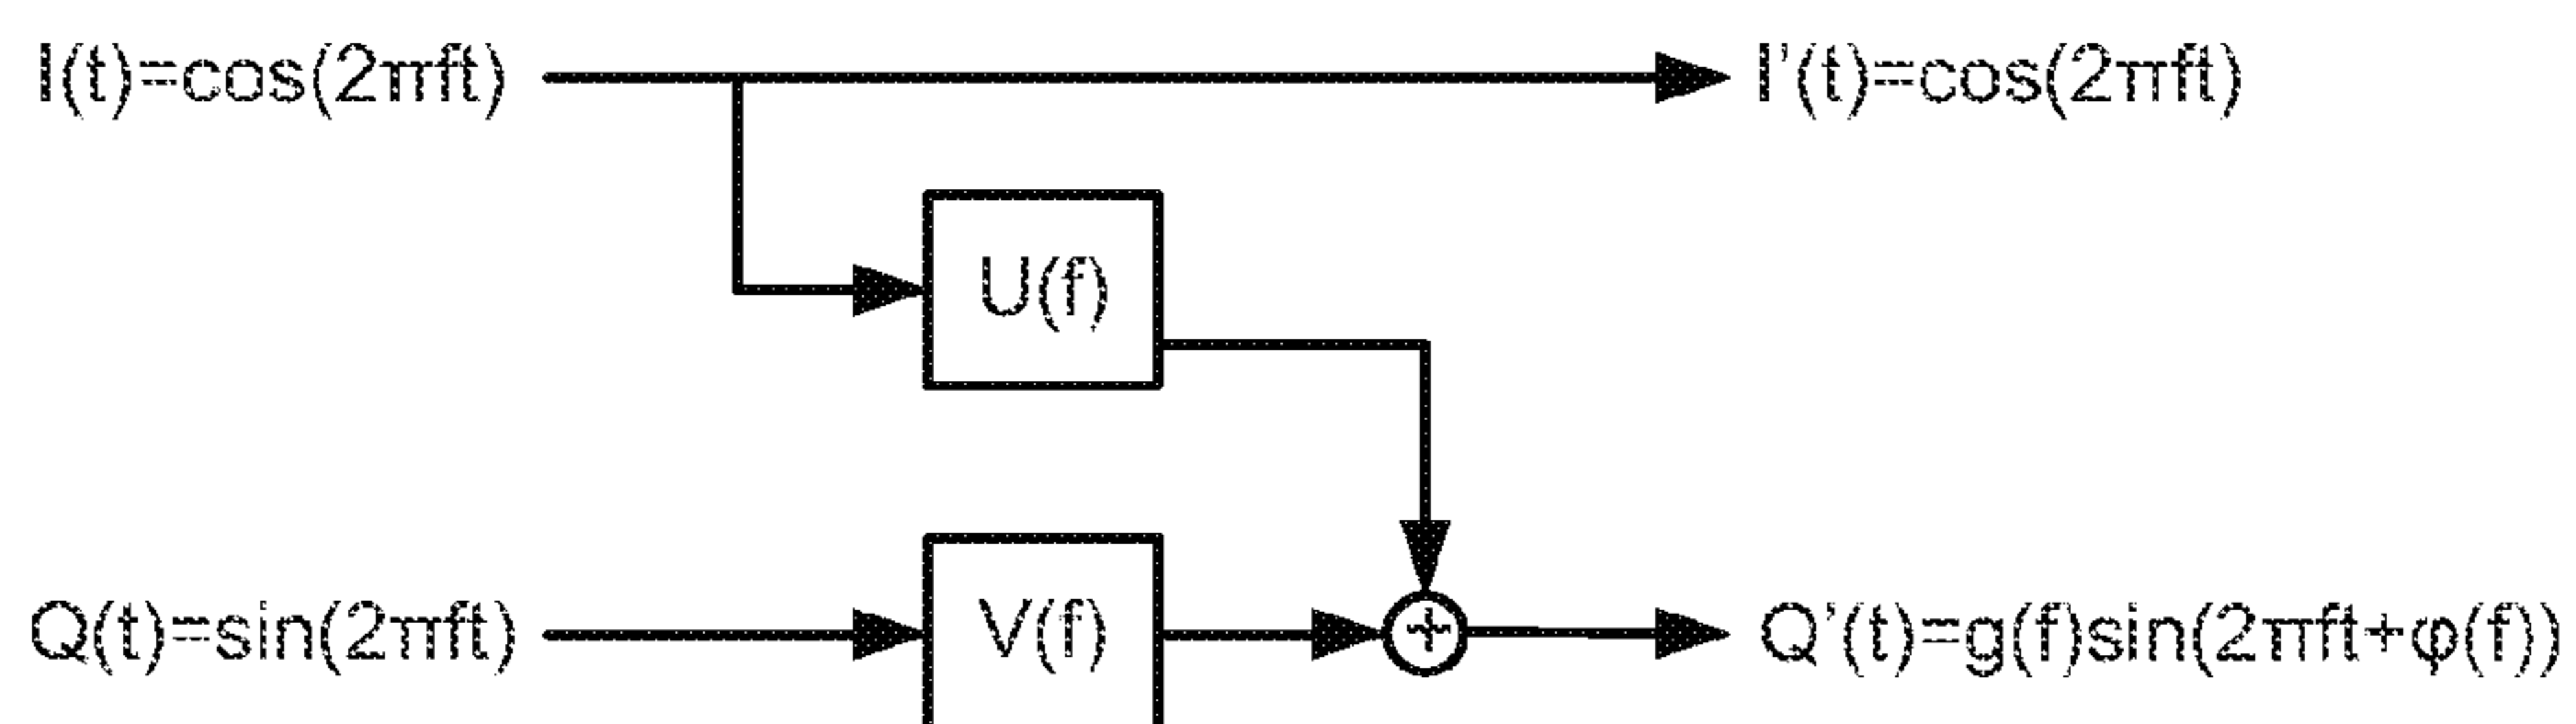 I(t)=cos(2πft)
I'(t)=cos(2πft)
U(f)
Q(t)=sin(2πft)
V(f)
+
Q'(t)=g(f)sin(2πft+φ(f))